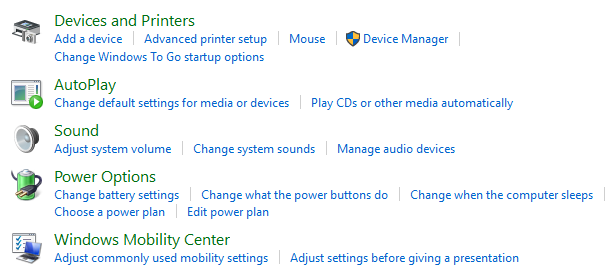 Devices and Printers
Add a device Advanced printer setup Mouse Device Manager
Change Windows To Go startup options
AutoPlay
Change default settings for media or devices Play CDs or other media automatically
Sound
Adjust system volume Change system sounds Manage audio devices
Power Options
Change battery settings Change what the power buttons do Change when the computer sleeps
Choose a power plan Edit power plan
Windows Mobility Center
Adjust commonly used mobility settings Adjust settings before giving a presentation